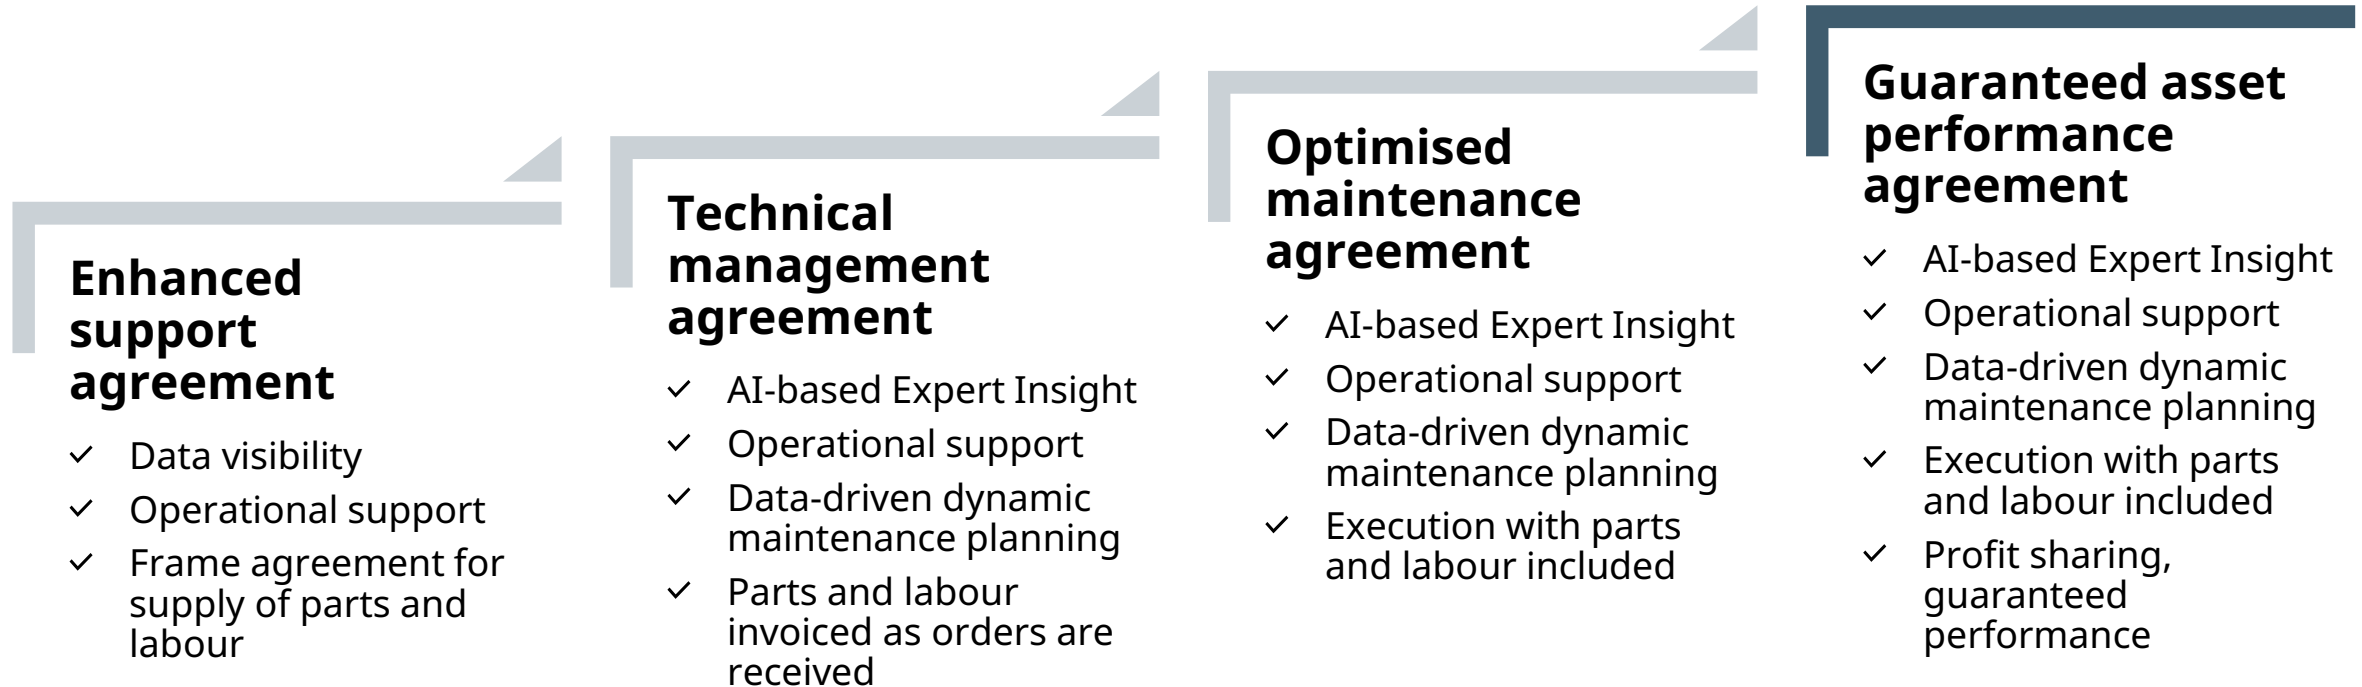 Enhanced
support
agreement
Data visibility
Operational support
Frame agreement for
supply of parts and
labour
Technical
management
agreement
AI-based Expert Insight
Operational support
Data-driven dynamic
maintenance planning
Parts and labour
invoiced as orders are
received
Optimised
maintenance
agreement
AI-based Expert Insight
Operational support
Data-driven dynamic
maintenance planning
Execution with parts
and labour included
Guaranteed asset
performance
agreement
AI-based Expert Insight
Operational support
Data-driven dynamic
maintenance planning
Execution with parts
and labour included
Profit sharing,
guaranteed
performance